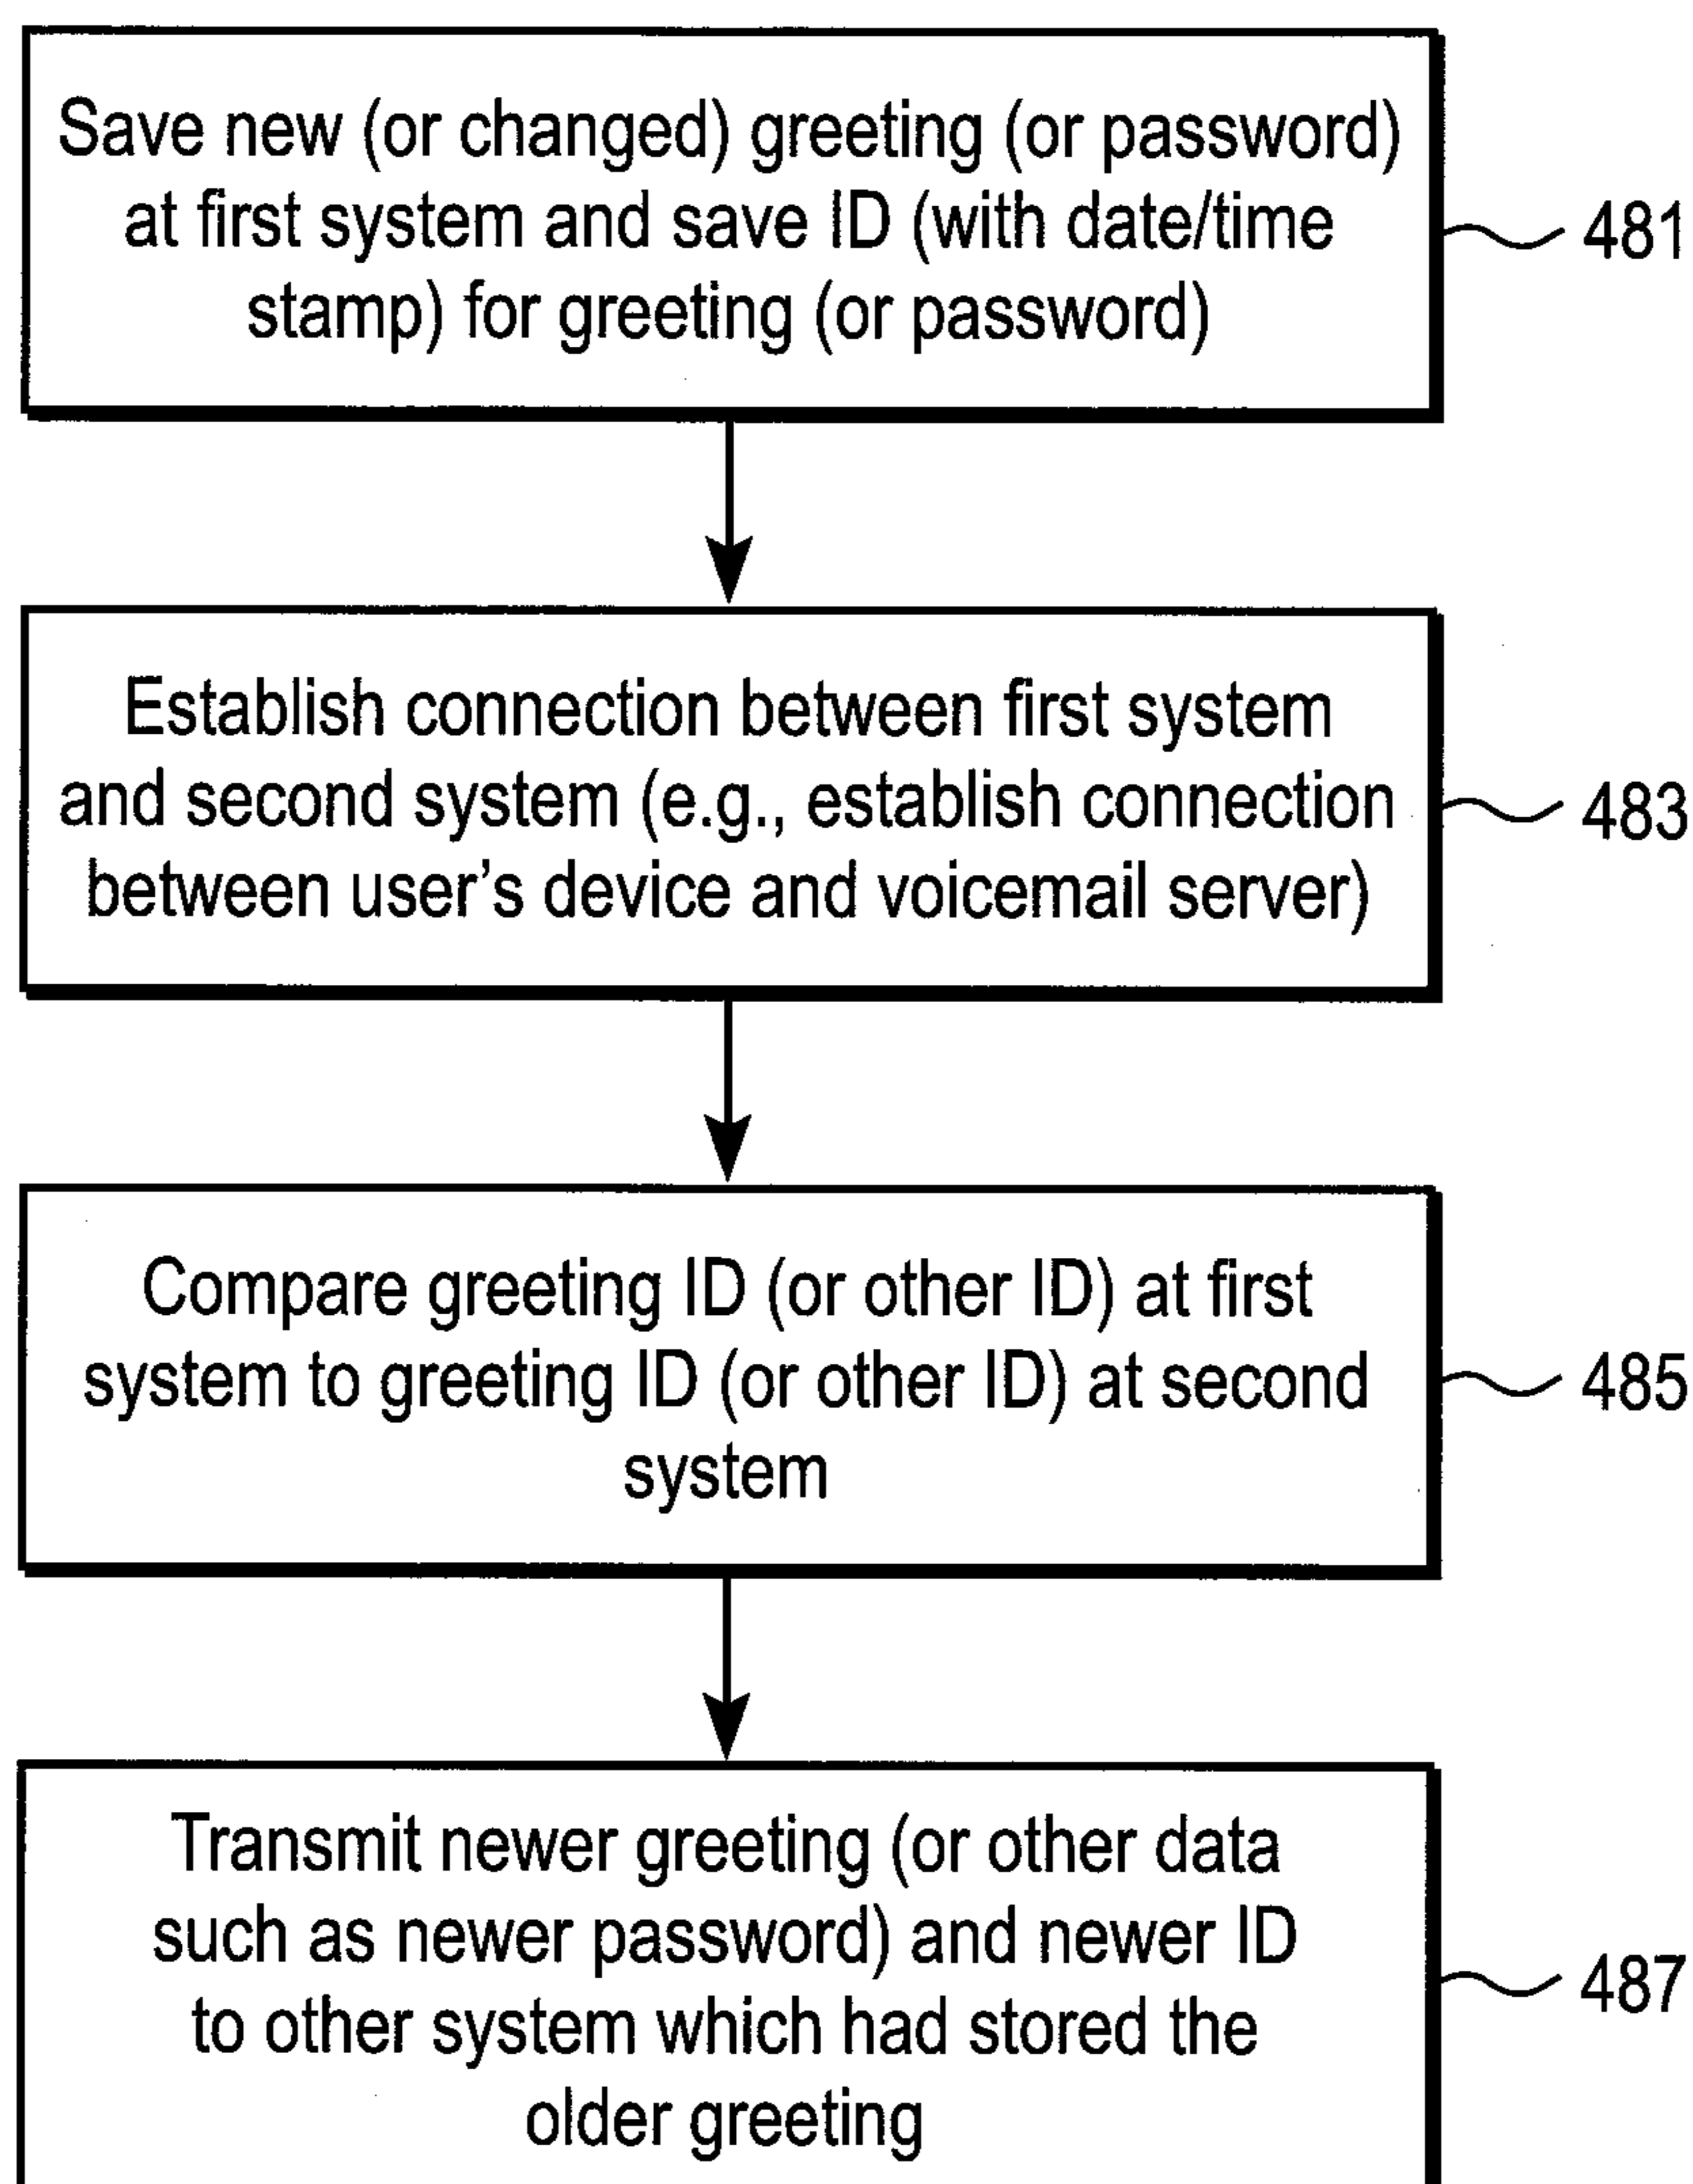 Save new (or changed) greeting (or password)
at first system and save ID (with date/time
stamp) for greeting (or password)
481
Establish connection between first system
and second system (e.g., establish connection
between user's device and voicemail server)
483
Compare greeting ID (or other ID) at first
system to greeting ID (or other ID) at second
system
485
Transmit newer greeting (or other data
such as newer password) and newer ID
to other system which had stored the
older greeting
487